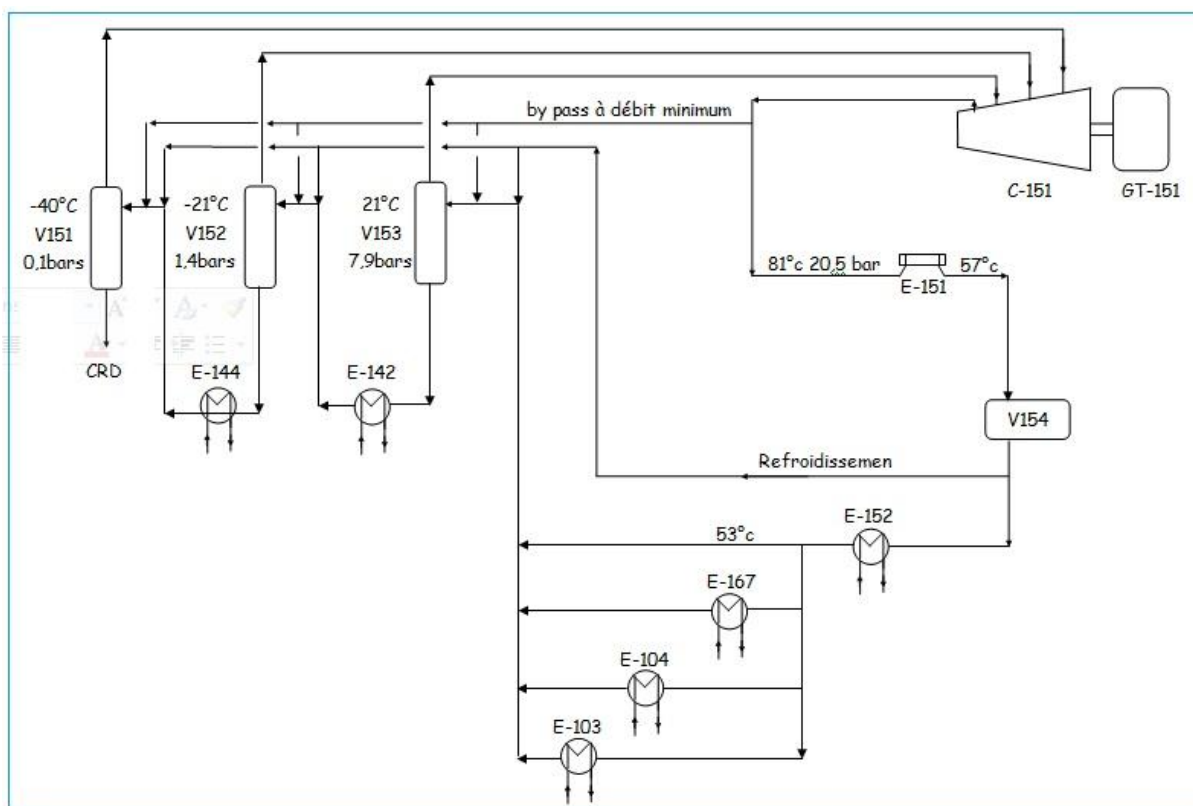 by pass à débit minimum
C-151
GT-151
-40°C
V151
0,1bars
-21°C
V152
1,4bars
21°C
V153
7,9bars
81°c 20,5 bar
E-151
57°c
CRD
E-144
E-142
V154
Refroidissemen
E-152
53°c
E-167
E-104
E-103